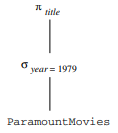 π title
σ year = 1979
ParamountMovies